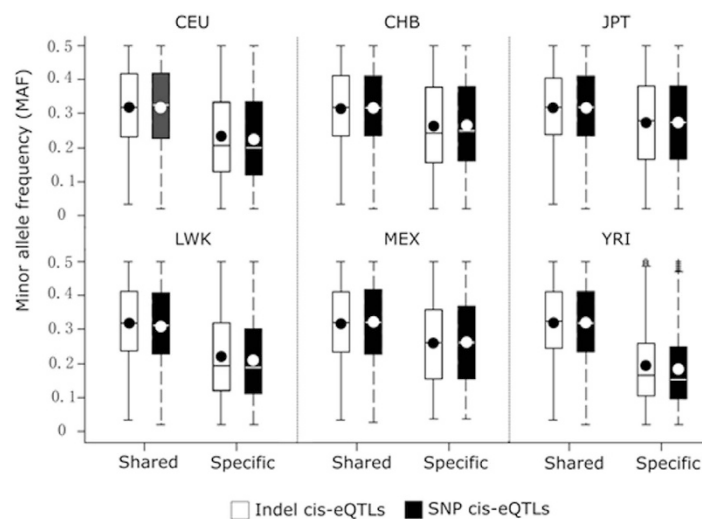 CEU CHB JPT
Minor allele frequency (MAF)
0.5
0.4
0.3
0.2
0.1
0
LWK MEX YRI
0.5
0.4
0.3
0.2
0.1
0
Shared Specific Shared Specific Shared Specific
Indel cis-eQTLs SNP cis-eQTLs